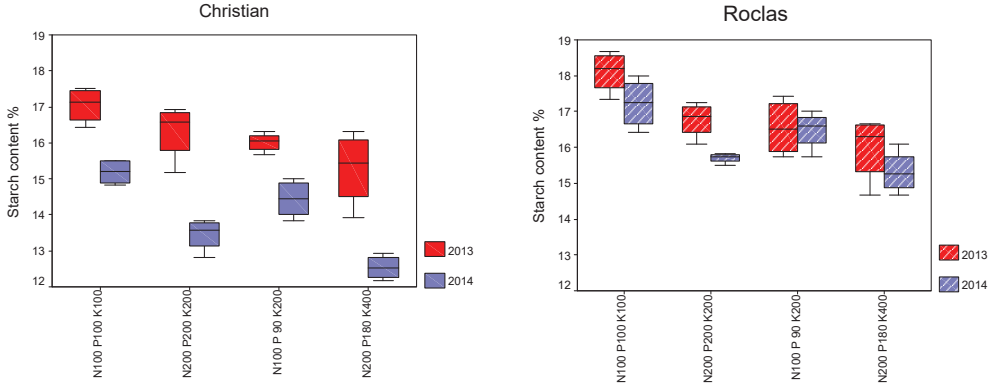 Christian
Starch content %
19
18
17
16
15
14
13
12
N100 P100 K100
N200 P200 K200
N100 P 90 K200
N200 P180 K400
2013
2014
Roclas
Starch content %
19
18
17
16
15
14
13
12
N100 P100 K100
N200 P200 K200
N100 P 90 K200
N200 P180 K400
2013
2014